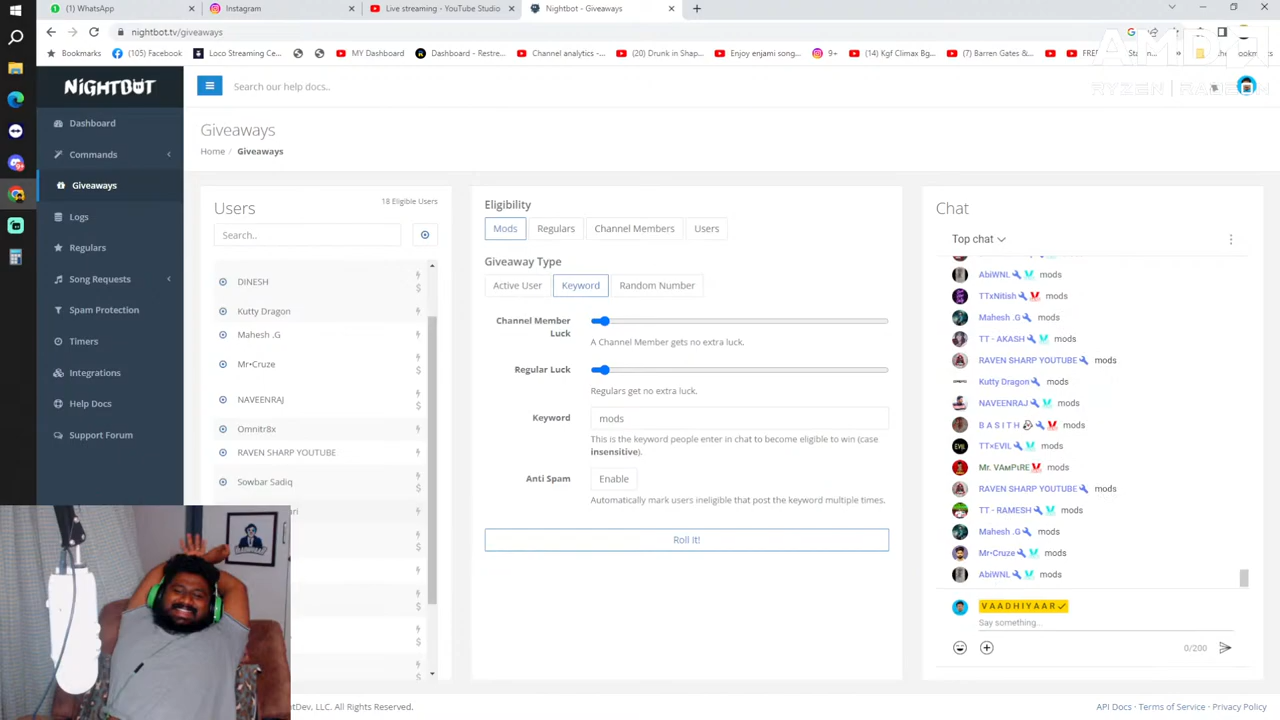 (1) WhatsApp
Instagram
Live streaming - YouTube Studio
Nightbot - Giveaways
nightbot.tv/giveaways
Bookmarks
(105) Facebook
Loco Streaming Ce...
MY Dashboard
Dashboard - Restre...
Channel analytics -...
(20) Drunk in Shap...
Enjoy enjami song...
9+
(14) Kgf Climax Bg...
(7) Barren Gates &...
AMD
RYZEN
NIGHTBOT
Search our help docs..
Dashboard
Commands
Giveaways
Logs
Regulars
Song Requests
Spam Protection
Timers
Integrations
Help Docs
Support Forum
Giveaways
Home / Giveaways
Users
18 Eligible Users
Search..
DINESH
Kutty Dragon
Mahesh .G
Mr•Cruze
NAVEENRAJ
Omnitr8x
RAVEN SHARP YOUTUBE
Sowbar Sadiq
Eligibility
Mods
Regulars
Channel Members
Users
Giveaway Type
Active User
Keyword
Random Number
Channel Member
Luck
A Channel Member gets no extra luck.
Regular Luck
Regulars get no extra luck.
Keyword
mods
This is the keyword people enter in chat to become eligible to win (case
insensitive).
Anti Spam
Enable
Automatically mark users ineligible that post the keyword multiple times.
Roll It!
Chat
Top chat
AbiWNL mods
TTxNitish mods
Mahesh .G mods
TT - AKASH mods
RAVEN SHARP YOUTUBE mods
Kutty Dragon mods
NAVEENRAJ mods
B A S I T H mods
TT×EVIL mods
Mr. VAᴍPɪRE mods
RAVEN SHARP YOUTUBE mods
TT - RAMESH mods
Mahesh .G mods
Mr•Cruze mods
AbiWNL mods
V A A D H I Y A A R
Say something...
0/200
LLC. All Rights Reserved.
API Docs · Terms of Service · Privacy Policy